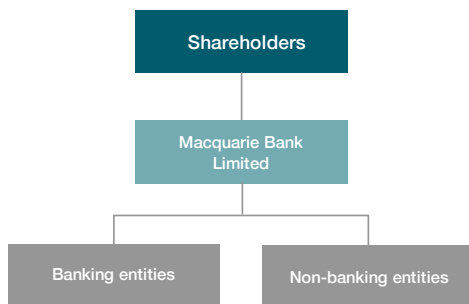 Shareholders
Macquarie Bank
Limited
Banking entities
Non-banking entities